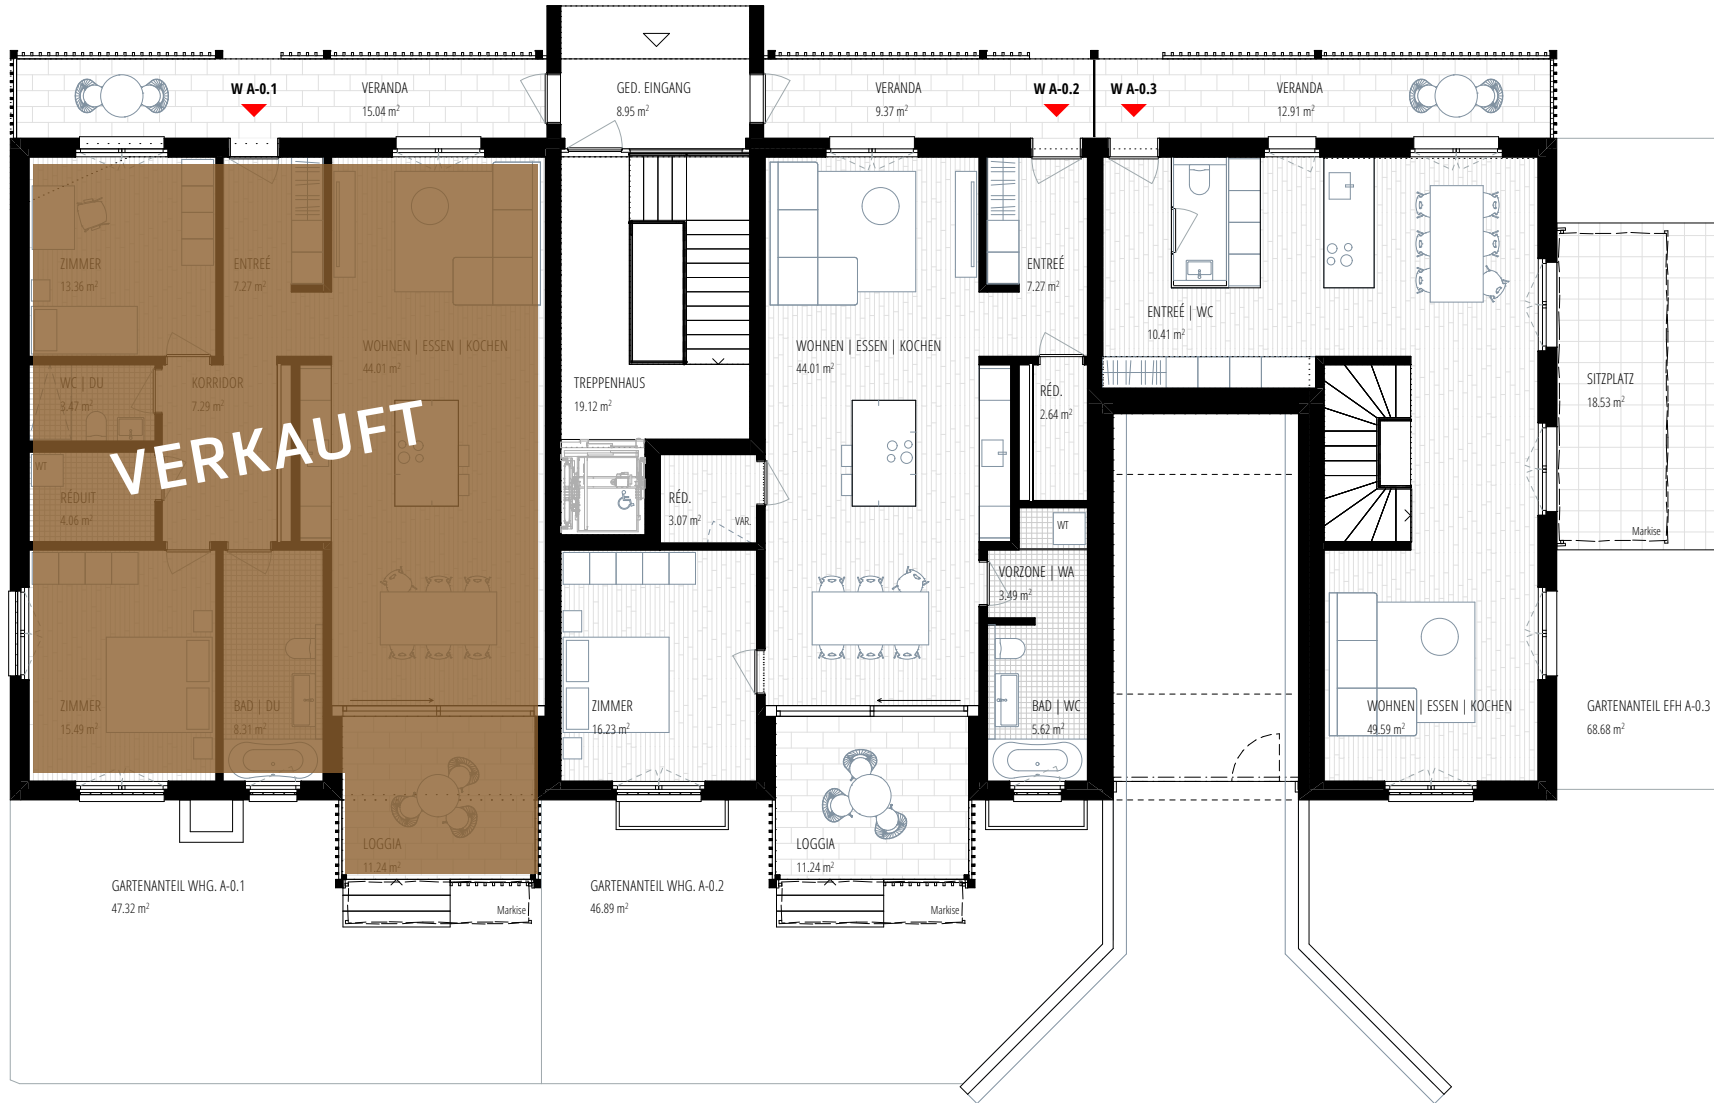 W A-0.1
VERANDA
15.04 m²
GED. EINGANG
8.95 m²
VERANDA
9.37 m²
W A-0.2
W A-0.3
VERANDA
12.91 m²
ZIMMER
13.36 m²
ENTREÉ
7.27 m²
WOHNEN | ESSEN | KOCHEN
44.01 m²
WC | DU
3.47 m²
KORRIDOR
7.29 m²
VERKAUFT
WT
RÉDUIT
4.06 m²
ZIMMER
15.49 m²
BAD | DU
8.31 m²
LOGGIA
11.24 m²
Markise
GARTENANTEIL WHG. A-0.1
47.32 m²
TREPPENHAUS
19.12 m²
RÉD.
3.07 m²
VAR.
ZIMMER
16.23 m²
WOHNEN | ESSEN | KOCHEN
44.01 m²
ENTREÉ
7.27 m²
RÉD.
2.64 m²
WT
VORZONE | WA
3.49 m²
BAD | WC
5.62 m²
LOGGIA
11.24 m²
Markise
GARTENANTEIL WHG. A-0.2
46.89 m²
ENTREÉ | WC
10.41 m²
WOHNEN | ESSEN | KOCHEN
49.59 m²
SITZPLATZ
18.53 m²
Markise
GARTENANTEIL EFH A-0.3
68.68 m²